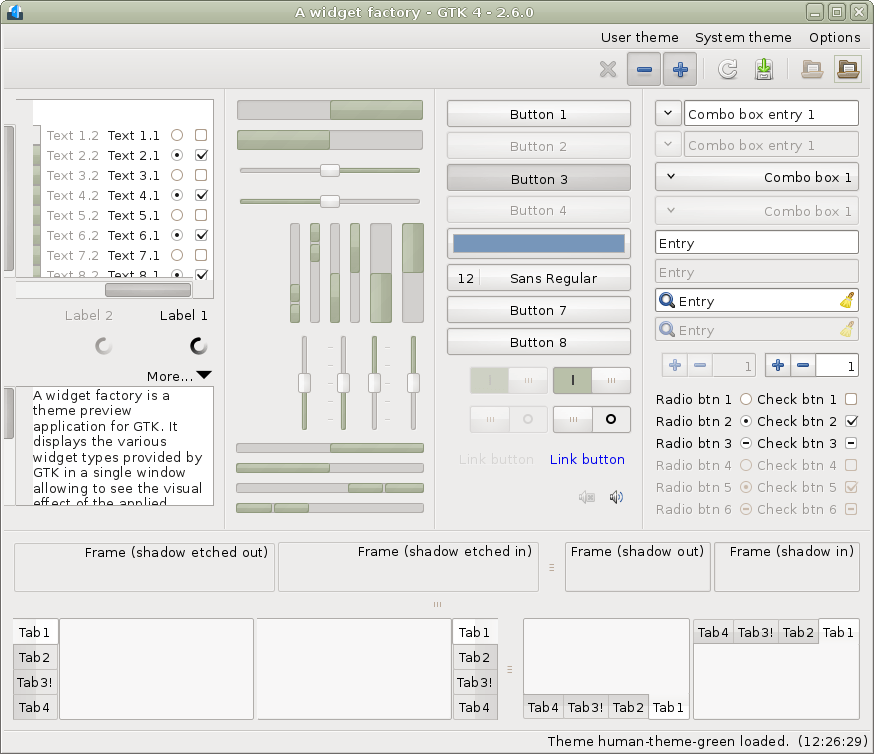 A widget factory - GTK 4 - 2.6.0
User theme System theme Options
Text 1.2 Text 1.1
Text 2.2 Text 2.1
Text 3.2 Text 3.1
Text 4.2 Text 4.1
Text 5.2 Text 5.1
Text 6.2 Text 6.1
Text 7.2 Text 7.1
Text 8.2 Text 8.1
Label 2 Label 1
More...
A widget factory is a
theme preview
application for GTK. It
displays the various
widget types provided by
GTK in a single window
allowing to see the visual
effect of the applied
Button 1
Button 2
Button 3
Button 4
12 Sans Regular
Button 7
Button 8
Link button Link button
Combo box entry 1
Combo box entry 1
Combo box 1
Combo box 1
Entry
Entry
Entry
Entry
1 1
Radio btn 1 Check btn 1
Radio btn 2 Check btn 2
Radio btn 3 Check btn 3
Radio btn 4 Check btn 4
Radio btn 5 Check btn 5
Radio btn 6 Check btn 6
Frame (shadow etched out) Frame (shadow etched in) Frame (shadow out) Frame (shadow in)
Tab1
Tab2
Tab3!
Tab4
Tab1
Tab2
Tab3!
Tab4
Tab4 Tab3! Tab2 Tab1
Tab4 Tab3! Tab2 Tab1
Theme human-theme-green loaded. (12:26:29)